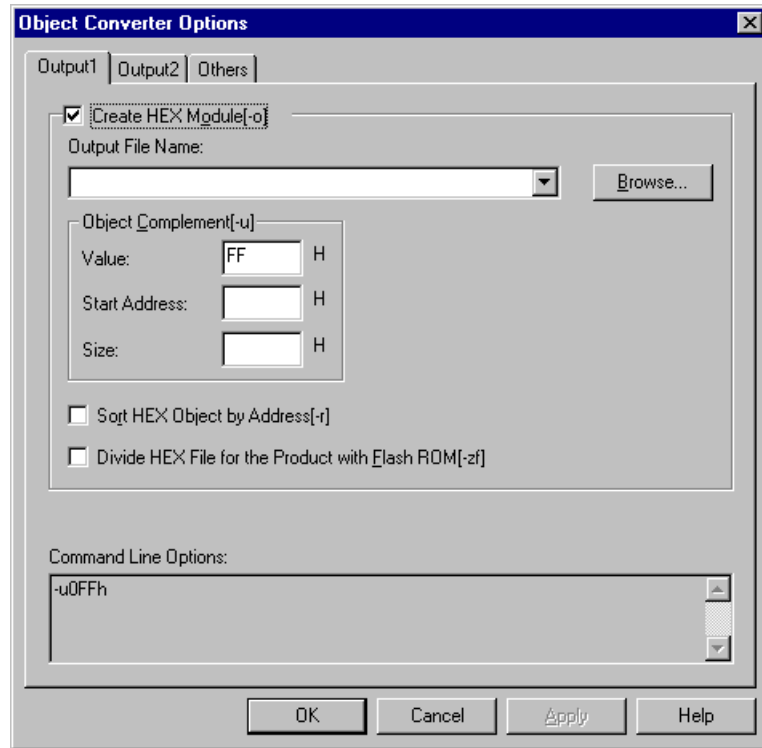 Object Converter Options
Output1 Output2 Others
Create HEX Module[-o]
Output File Name:
Browse...
Object Complement[-u]
Value: FF H
Start Address: H
Size: H
Sort HEX Object by Address[-r]
Divide HEX File for the Product with Flash ROM[-zf]
Command Line Options:
-u0FFh
OK Cancel Apply Help